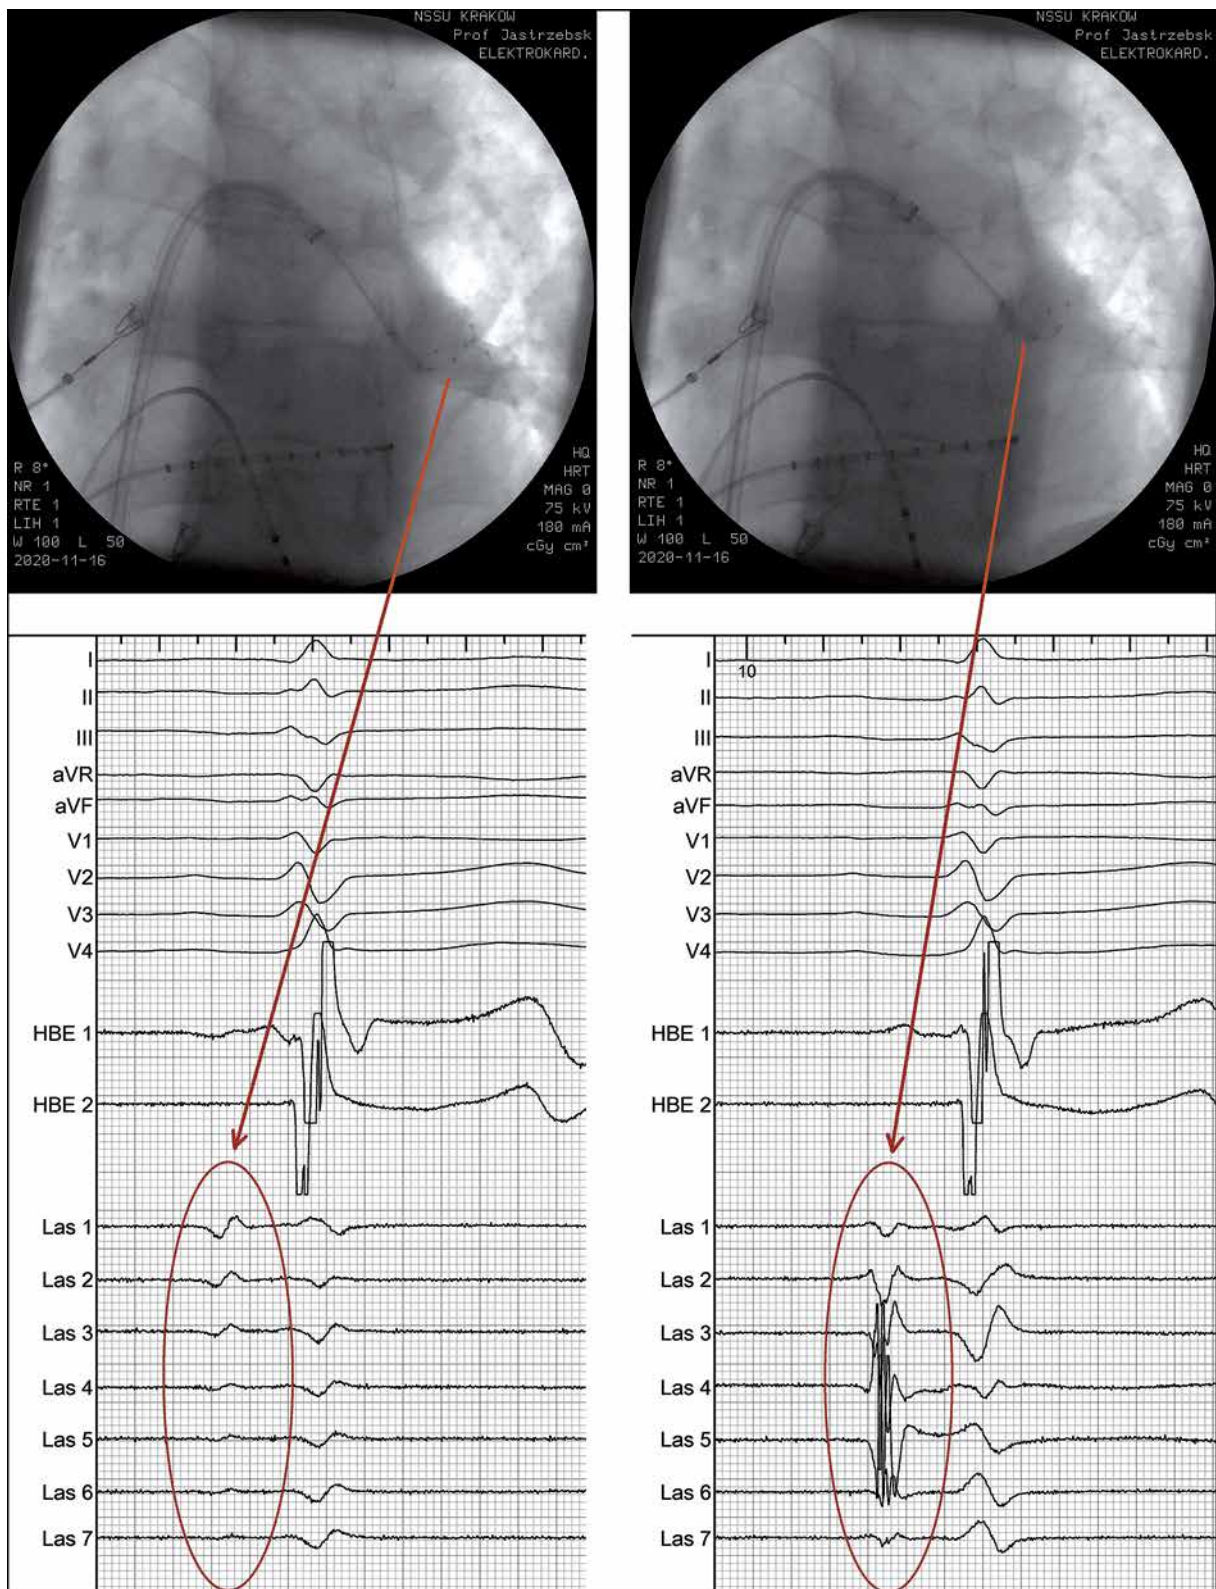 NSSU KRAKOW
Prof Jastrzebsk
ELEKTROKARD.
R 8°
NR 1
RTE 1
LIH 1
W 100 L 50
2020-11-16
HQ
HRT
MAG 0
75 kV
180 mA
cGy cm²
NSSU KRAKOW
Prof Jastrzebsk
ELEKTROKARD.
R 8°
NR 1
RTE 1
LIH 1
W 100 L 50
2020-11-16
HQ
HRT
MAG 0
75 kV
180 mA
cGy cm²
I
II
III
aVR
aVF
V1
V2
V3
V4
HBE 1
HBE 2
Las 1
Las 2
Las 3
Las 4
Las 5
Las 6
Las 7
10
I
II
III
aVR
aVF
V1
V2
V3
V4
HBE 1
HBE 2
Las 1
Las 2
Las 3
Las 4
Las 5
Las 6
Las 7